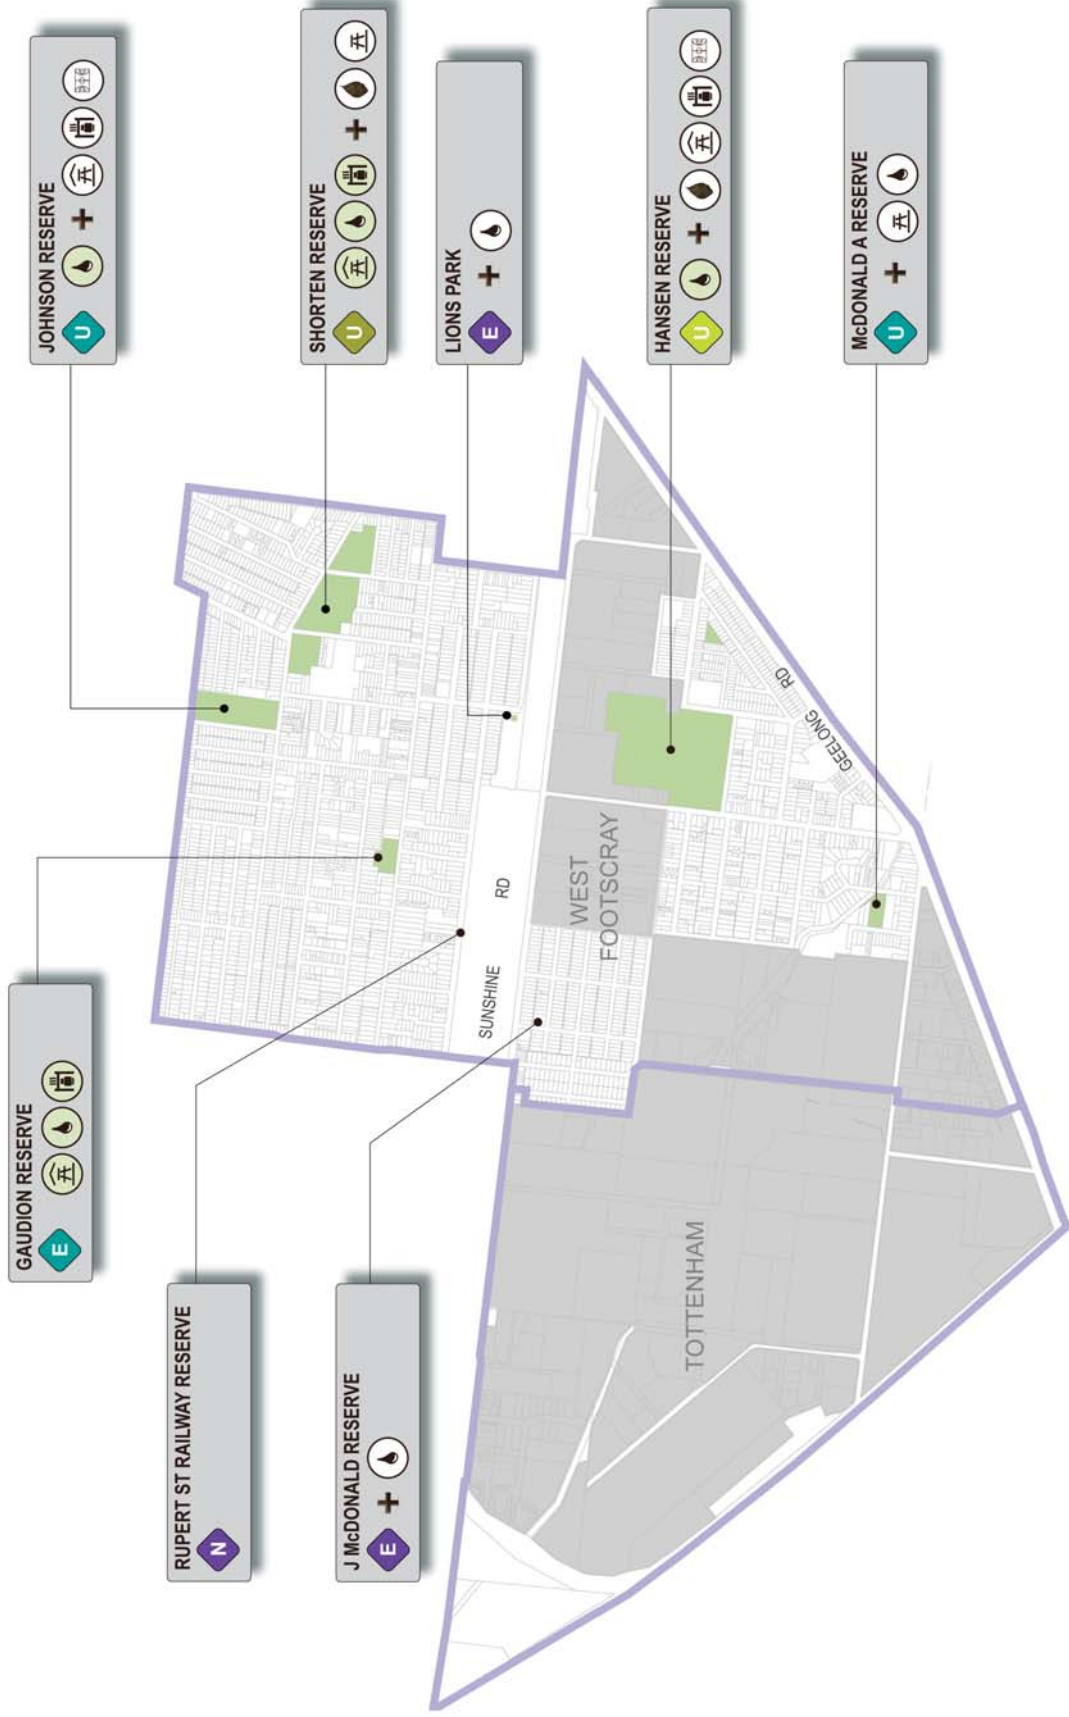 GAUDION RESERVE
E
JOHNSON RESERVE
U +
RUPERT ST RAILWAY RESERVE
N
SHORTEN RESERVE
U +
J McDONALD RESERVE
E +
LIONS PARK
E +
SUNSHINE RD
WEST
FOOTSCRAY
HANSEN RESERVE
U +
TOTTENHAM
GEELONG RD
McDONALD A RESERVE
U +